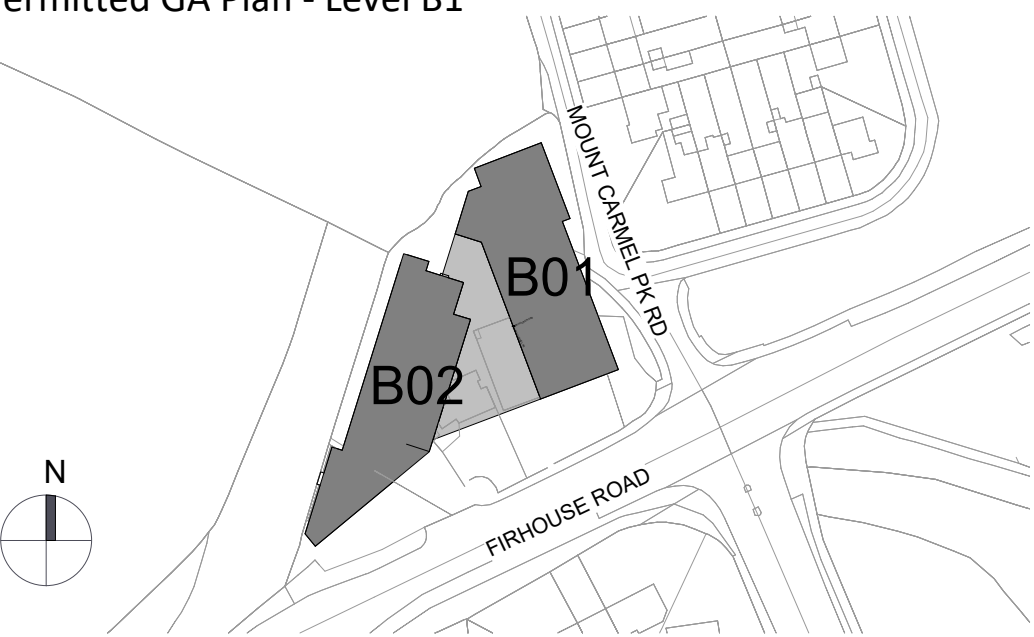 ermitted GA Plan - Level B1
MOUNT CARMEL PK RD
B01
B02
N
FIRHOUSE ROAD